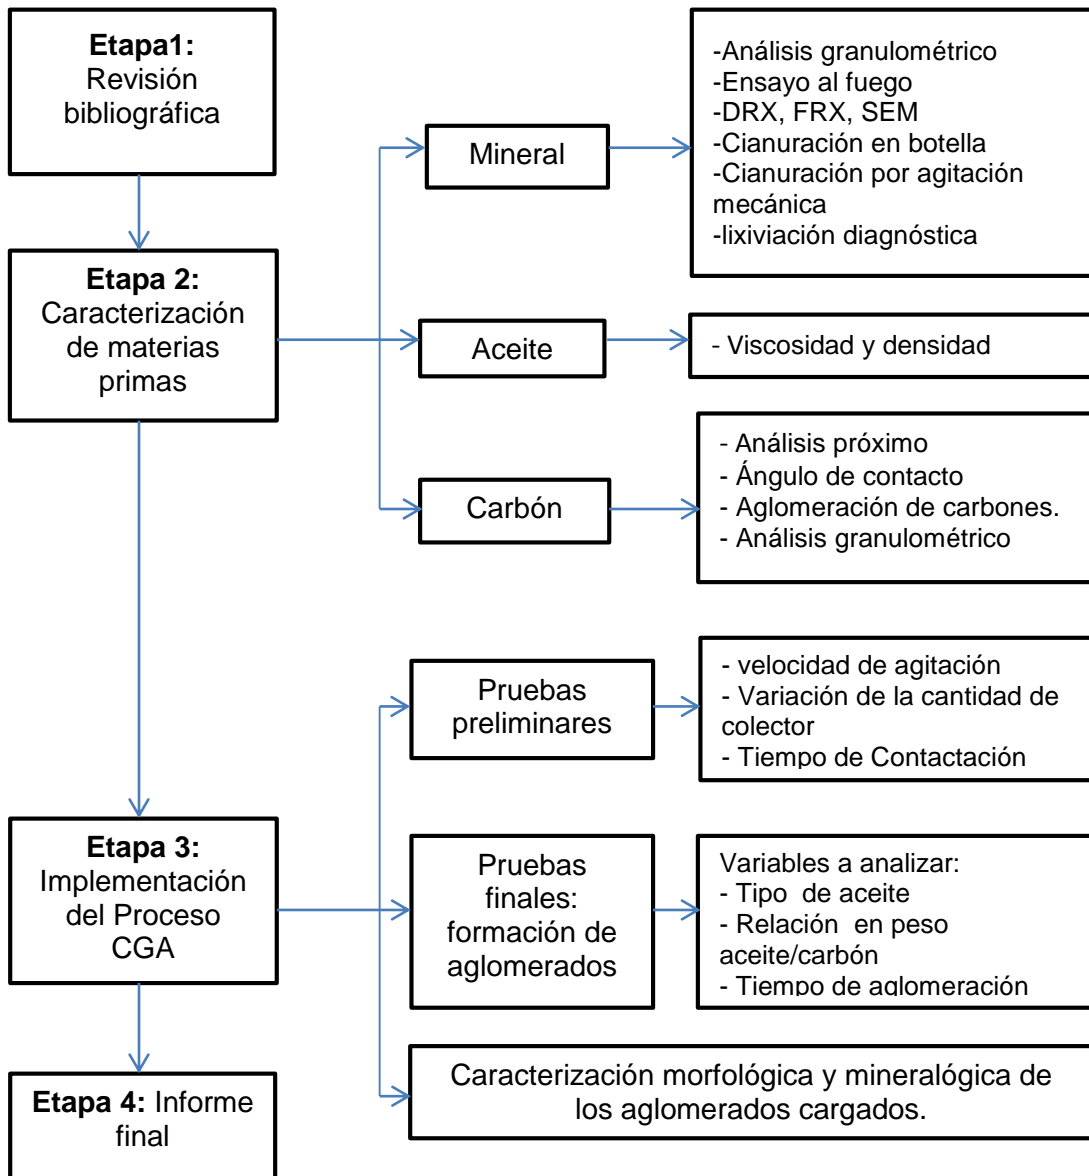 Etapa1:
Revisión
bibliográfica
Etapa 2:
Caracterización
de materias
primas
Mineral
-Análisis granulométrico
-Ensayo al fuego
-DRX, FRX, SEM
-Cianuración en botella
-Cianuración por agitación
mecánica
-lixiviación diagnóstica
Aceite
- Viscosidad y densidad
Carbón
- Análisis próximo
- Ángulo de contacto
- Aglomeración de carbones.
- Análisis granulométrico
Etapa 3:
Implementación
del Proceso
CGA
Pruebas
preliminares
- velocidad de agitación
- Variación de la cantidad de
colector
- Tiempo de Contactación
Pruebas
finales:
formación de
aglomerados
Variables a analizar:
- Tipo de aceite
- Relación en peso
aceite/carbón
- Tiempo de aglomeración
Caracterización morfológica y mineralógica de
los aglomerados cargados.
Etapa 4: Informe
final